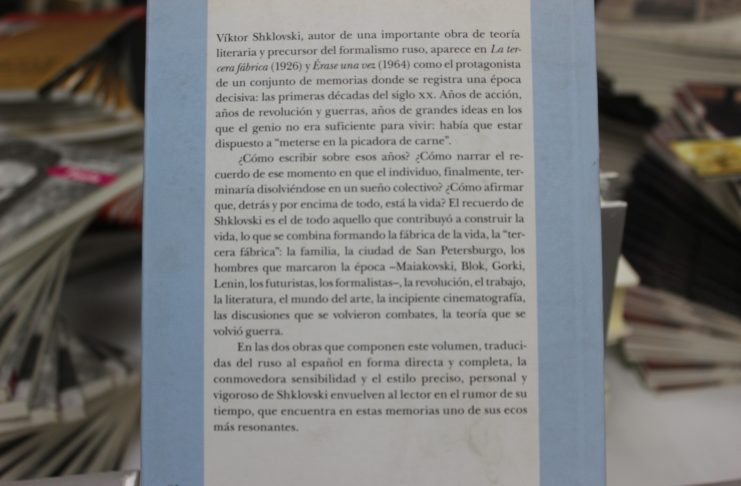 Víktor Shklovski, autor de una importante obra de teoría
literaria y precursor del formalismo ruso, aparece en La ter-
cera fábrica (1926) y Érase una vez (1964) como el protagonista
de un conjunto de memorias donde se registra una época
decisiva: las primeras décadas del siglo XX. Años de acción,
años de revolución y guerras, años de grandes ideas en los
que el genio no era suficiente para vivir: había que estar
dispuesto a “meterse en la picadora de carne”.
¿Cómo escribir sobre esos años? ¿Cómo narrar el re-
cuerdo de ese momento en que el individuo, finalmente, ter-
minaría disolviéndose en un sueño colectivo? ¿Cómo afirmar
que, detrás y por encima de todo, está la vida? El recuerdo de
Shklovski es el de todo aquello que contribuyó a construir la
vida, lo que se combina formando la fábrica de la vida, la “ter-
cera fábrica”: la familia, la ciudad de San Petersburgo, los
hombres que marcaron la época –Maiakovski, Blok, Gorki,
Lenin, los futuristas, los formalistas–, la revolución, el trabajo,
la literatura, el mundo del arte, la incipiente cinematografía,
las discusiones que se volvieron combates, la teoría que se
volvió guerra.
En las dos obras que componen este volumen, traduci-
das del ruso al español en forma directa y completa, la
conmovedora sensibilidad y el estilo preciso, personal y
vigoroso de Shklovski envuelven al lector en el rumor de su
tiempo, que encuentra en estas memorias uno de sus ecos
más resonantes.